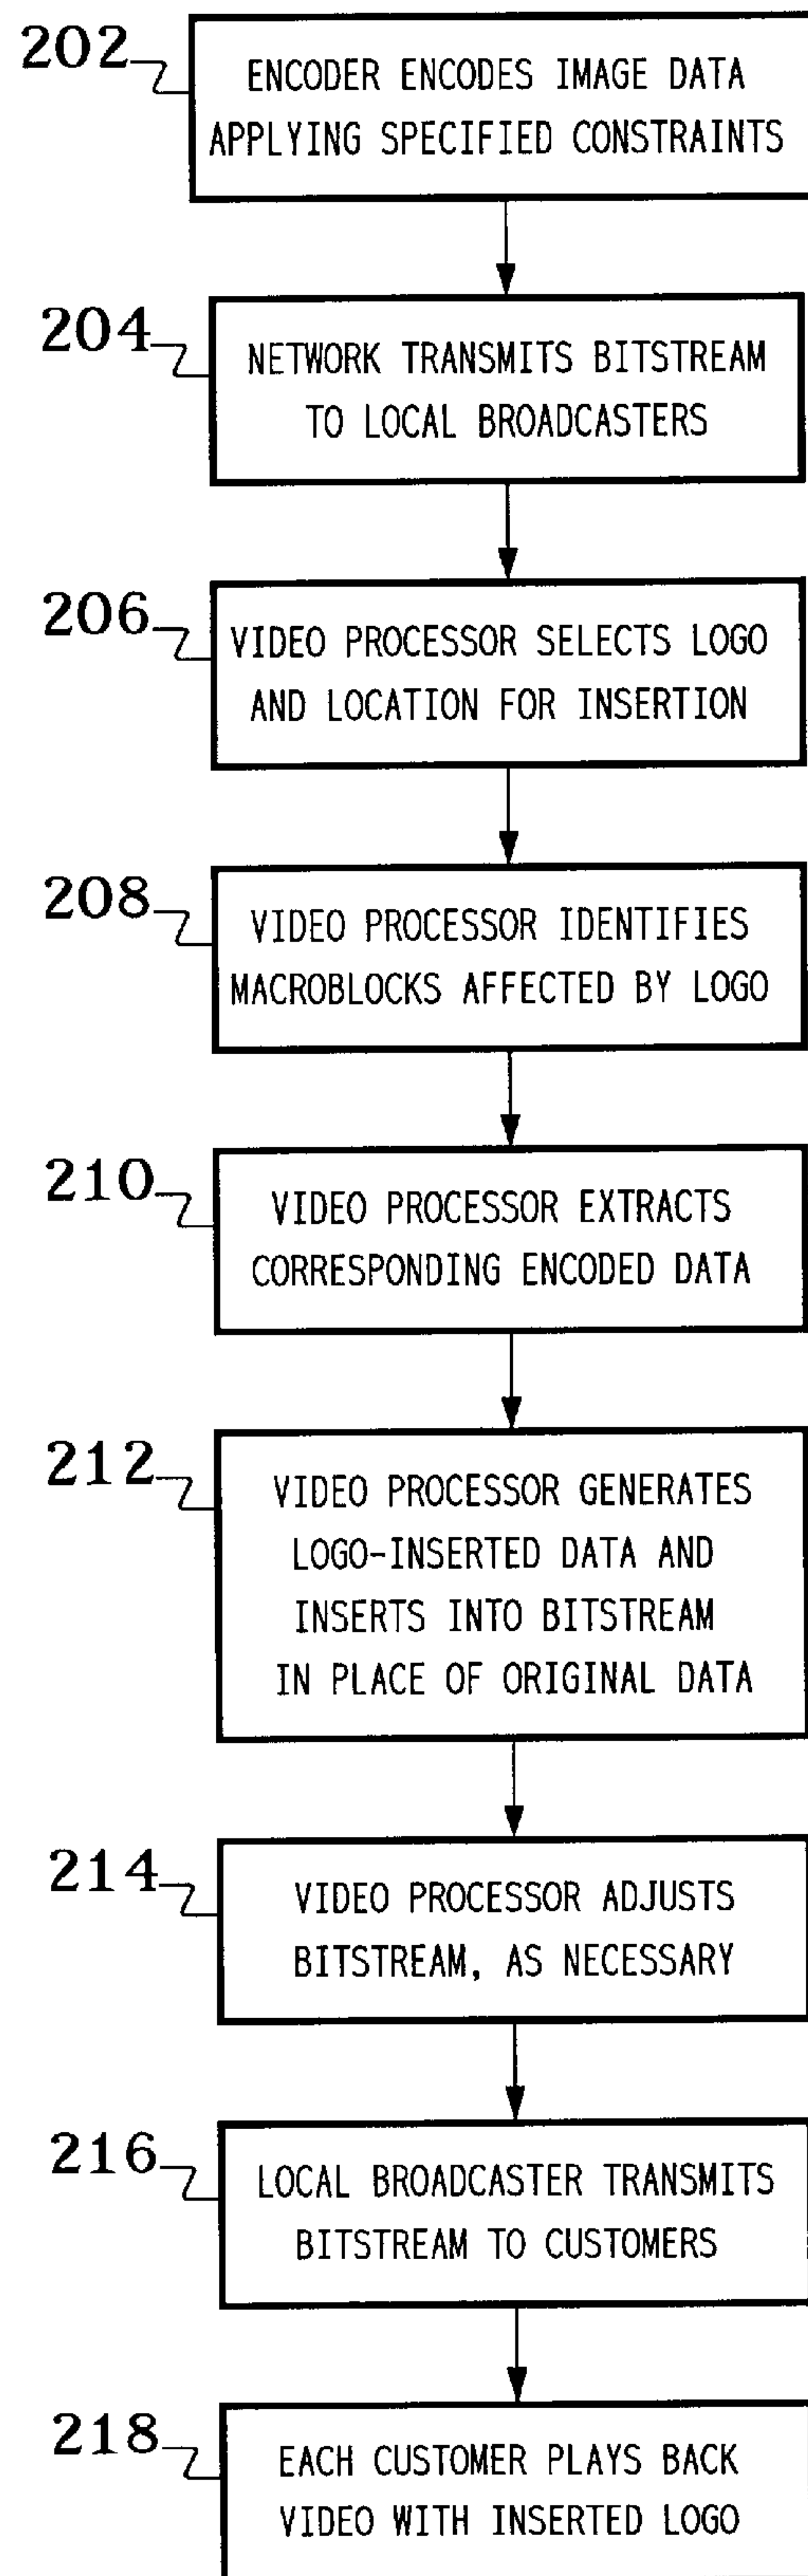 202
ENCODER ENCODES IMAGE DATA
APPLYING SPECIFIED CONSTRAINTS
204
NETWORK TRANSMITS BITSTREAM
TO LOCAL BROADCASTERS
206
VIDEO PROCESSOR SELECTS LOGO
AND LOCATION FOR INSERTION
208
VIDEO PROCESSOR IDENTIFIES
MACROBLOCKS AFFECTED BY LOGO
210
VIDEO PROCESSOR EXTRACTS
CORRESPONDING ENCODED DATA
212
VIDEO PROCESSOR GENERATES
LOGO-INSERTED DATA AND
INSERTS INTO BITSTREAM
IN PLACE OF ORIGINAL DATA
214
VIDEO PROCESSOR ADJUSTS
BITSTREAM, AS NECESSARY
216
LOCAL BROADCASTER TRANSMITS
BITSTREAM TO CUSTOMERS
218
EACH CUSTOMER PLAYS BACK
VIDEO WITH INSERTED LOGO